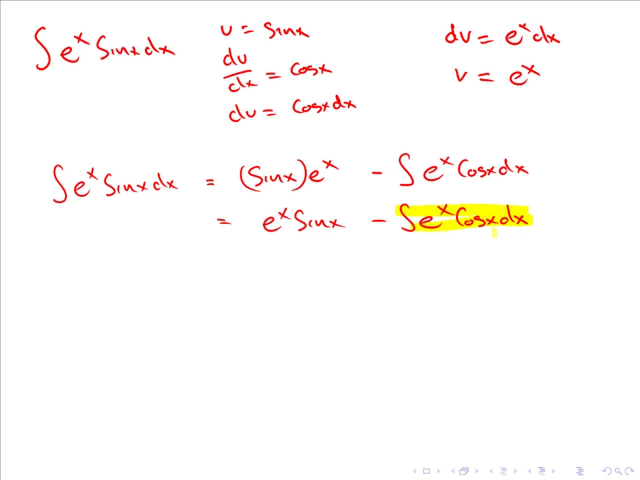 ∫ e^x Sinx dx
u = Sinx
du/dx = Cosx
du = Cosx dx
dv = e^x dx
v = e^x
∫ e^x Sinx dx = (Sinx) e^x - ∫ e^x Cosx dx
= e^x Sinx - ∫ e^x Cosx dx